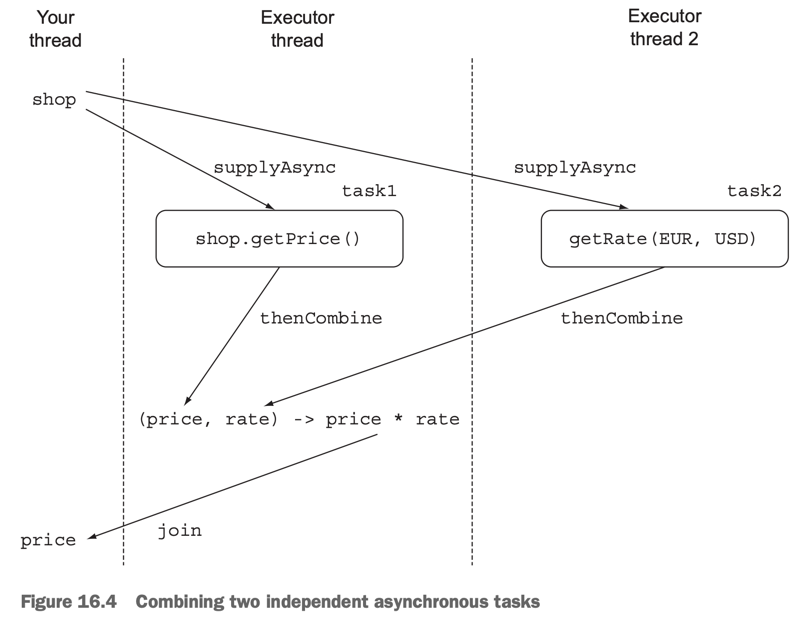 Your
thread
Executor
thread
Executor
thread 2
shop
supplyAsync
supplyAsync
task1
task2
shop.getPrice()
getRate(EUR, USD)
thenCombine
thenCombine
(price, rate) -> price * rate
join
price
Figure 16.4 Combining two independent asynchronous tasks